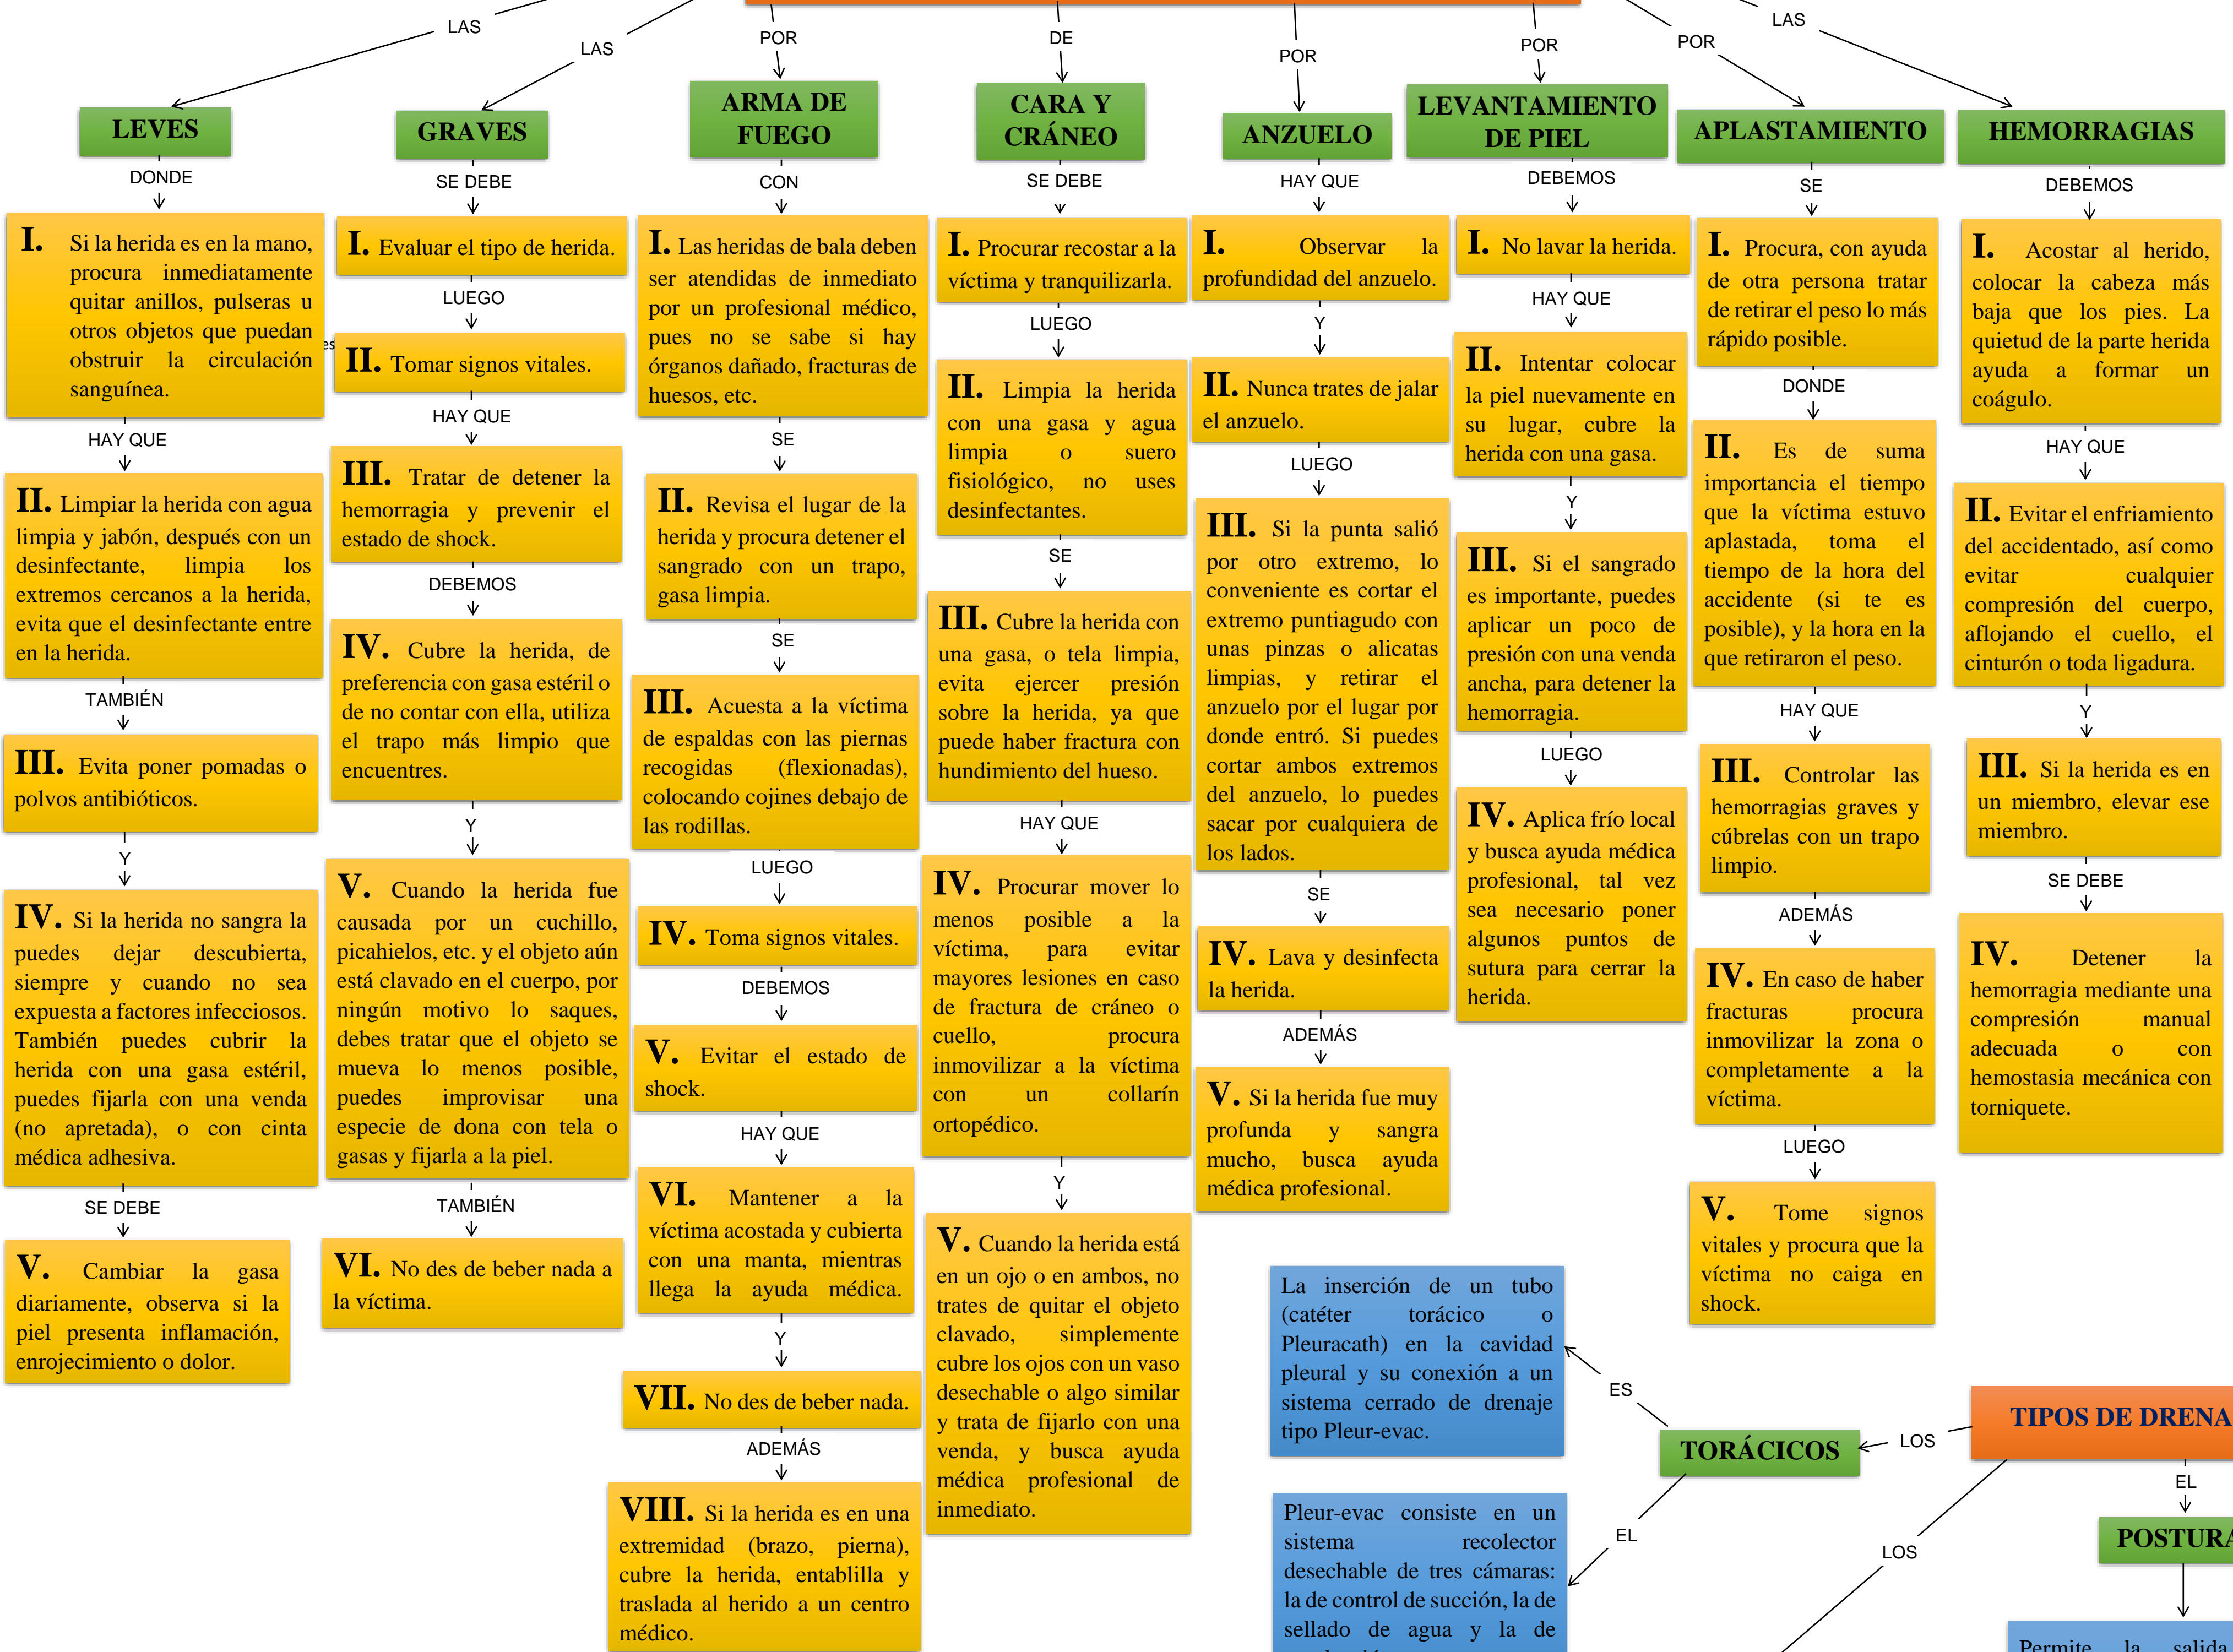 LAS
LAS
POR
DE
POR
POR
POR
LAS
LEVES
DONDE
I. Si la herida es en la mano,
procura inmediatamente
quitar anillos, pulseras u
otros objetos que puedan
obstruir la circulación
sanguínea.
HAY QUE
II. Limpiar la herida con agua
limpia y jabón, después con un
desinfectante, limpia los
extremos cercanos a la herida,
evita que el desinfectante entre
en la herida.
TAMBIÉN
III. Evita poner pomadas o
polvos antibióticos.
Y
IV. Si la herida no sangra la
puedes dejar descubierta,
siempre y cuando no sea
expuesta a factores infecciosos.
También puedes cubrir la
herida con una gasa estéril,
puedes fijarla con una venda
(no apretada), o con cinta
médica adhesiva.
SE DEBE
V. Cambiar la gasa
diariamente, observa si la
piel presenta inflamación,
enrojecimiento o dolor.
es
GRAVES
SE DEBE
I. Evaluar el tipo de herida.
LUEGO
II. Tomar signos vitales.
HAY QUE
III. Tratar de detener la
hemorragia y prevenir el
estado de shock.
DEBEMOS
IV. Cubre la herida, de
preferencia con gasa estéril o
de no contar con ella, utiliza
el trapo más limpio que
encuentres.
Y
V. Cuando la herida fue
causada por un cuchillo,
picahielos, etc. y el objeto aún
está clavado en el cuerpo, por
ningún motivo lo saques,
debes tratar que el objeto se
mueva lo menos posible,
puedes improvisar una
especie de dona con tela o
gasas y fijarla a la piel.
TAMBIÉN
VI. No des de beber nada a
la víctima.
ARMA DE
FUEGO
CON
I. Las heridas de bala deben
ser atendidas de inmediato
por un profesional médico,
pues no se sabe si hay
órganos dañado, fracturas de
huesos, etc.
SE
II. Revisa el lugar de la
herida y procura detener el
sangrado con un trapo,
gasa limpia.
SE
III. Acuesta a la víctima
de espaldas con las piernas
recogidas (flexionadas),
colocando cojines debajo de
las rodillas.
LUEGO
IV. Toma signos vitales.
DEBEMOS
V. Evitar el estado de
shock.
HAY QUE
VI. Mantener a la
víctima acostada y cubierta
con una manta, mientras
llega la ayuda médica.
Y
VII. No des de beber nada.
ADEMÁS
VIII. Si la herida es en una
extremidad (brazo, pierna),
cubre la herida, entablilla y
traslada al herido a un centro
médico.
CARA Y
CRÁNEO
SE DEBE
I. Procurar recostar a la
víctima y tranquilizarla.
LUEGO
II. Limpia la herida
con una gasa y agua
limpia o suero
fisiológico, no uses
desinfectantes.
SE
III. Cubre la herida con
una gasa, o tela limpia,
evita ejercer presión
sobre la herida, ya que
puede haber fractura con
hundimiento del hueso.
HAY QUE
IV. Procurar mover lo
menos posible a la
víctima, para evitar
mayores lesiones en caso
de fractura de cráneo o
cuello, procura
inmovilizar a la víctima
con un collarín
ortopédico.
Y
V. Cuando la herida está
en un ojo o en ambos, no
trates de quitar el objeto
clavado, simplemente
cubre los ojos con un vaso
desechable o algo similar
y trata de fijarlo con una
venda, y busca ayuda
médica profesional de
inmediato.
ANZUELO
HAY QUE
I. Observar la
profundidad del anzuelo.
Y
II. Nunca trates de jalar
el anzuelo.
LUEGO
III. Si la punta salió
por otro extremo, lo
conveniente es cortar el
extremo puntiagudo con
unas pinzas o alicatas
limpias, y retirar el
anzuelo por el lugar por
donde entró. Si puedes
cortar ambos extremos
del anzuelo, lo puedes
sacar por cualquiera de
los lados.
SE
IV. Lava y desinfecta
la herida.
ADEMÁS
V. Si la herida fue muy
profunda y sangra
mucho, busca ayuda
médica profesional.
LEVANTAMIENTO
DE PIEL
DEBEMOS
I. No lavar la herida.
HAY QUE
II. Intentar colocar
la piel nuevamente en
su lugar, cubre la
herida con una gasa.
Y
III. Si el sangrado
es importante, puedes
aplicar un poco de
presión con una venda
ancha, para detener la
hemorragia.
LUEGO
IV. Aplica frío local
y busca ayuda médica
profesional, tal vez
sea necesario poner
algunos puntos de
sutura para cerrar la
herida.
APLASTAMIENTO
SE
I. Procura, con ayuda
de otra persona tratar
de retirar el peso lo más
rápido posible.
DONDE
II. Es de suma
importancia el tiempo
que la víctima estuvo
aplastada, toma el
tiempo de la hora del
accidente (si te es
posible), y la hora en la
que retiraron el peso.
HAY QUE
III. Controlar las
hemorragias graves y
cúbrelas con un trapo
limpio.
ADEMÁS
IV. En caso de haber
fracturas procura
inmovilizar la zona o
completamente a la
víctima.
LUEGO
V. Tome signos
vitales y procura que la
víctima no caiga en
shock.
HEMORRAGIAS
DEBEMOS
I. Acostar al herido,
colocar la cabeza más
baja que los pies. La
quietud de la parte herida
ayuda a formar un
coágulo.
HAY QUE
II. Evitar el enfriamiento
del accidentado, así como
evitar cualquier
compresión del cuerpo,
aflojando el cuello, el
cinturón o toda ligadura.
Y
III. Si la herida es en
un miembro, elevar ese
miembro.
SE DEBE
IV. Detener la
hemorragia mediante una
compresión manual
adecuada o con
hemostasia mecánica con
torniquete.
La inserción de un tubo
(catéter torácico o
Pleuracath) en la cavidad
pleural y su conexión a un
sistema cerrado de drenaje
tipo Pleur-evac.
ES
TORÁCICOS
LOS
TIPOS DE DRENA
EL
Pleur-evac consiste en un
sistema recolector
desechable de tres cámaras:
la de control de succión, la de
sellado de agua y la de
LOS
EL
POSTURA
Permite la salida